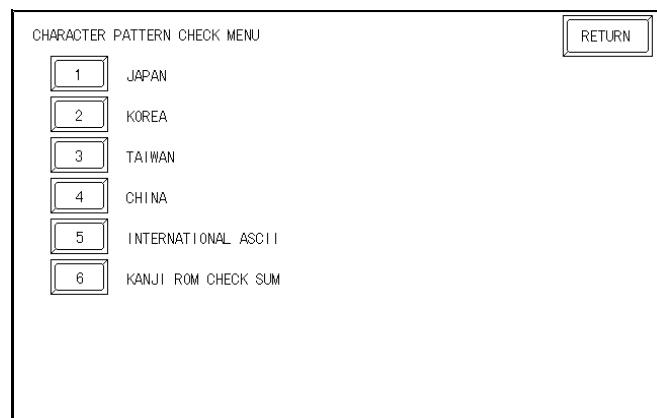 CHARACTER PATTERN CHECK MENU RETURN
1 JAPAN
2 KOREA
3 TAIWAN
4 CHINA
5 INTERNATIONAL ASCII
6 KANJI ROM CHECK SUM